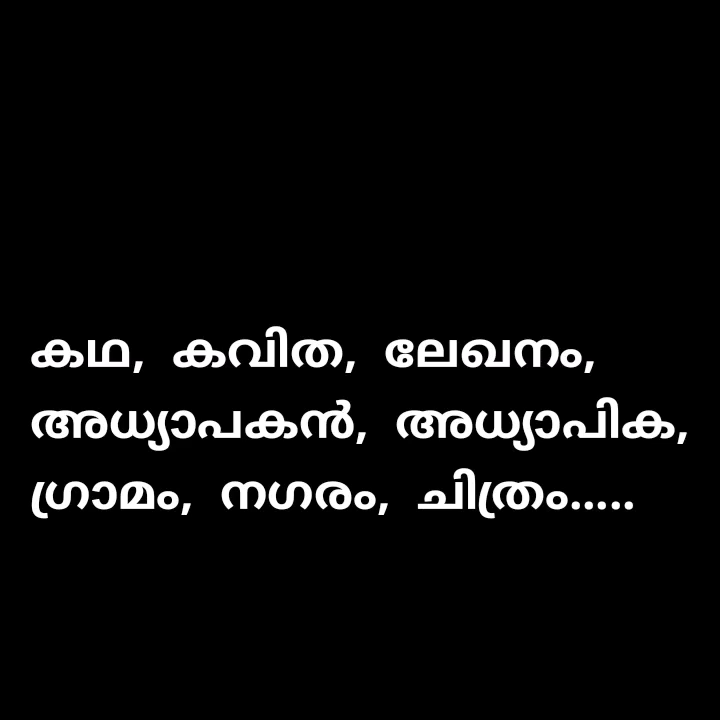 കഥ, കവിത, ലേഖനം,
അധ്യാപകൻ, അധ്യാപിക,
ഗ്രാമം, നഗരം, ചിത്രം.....